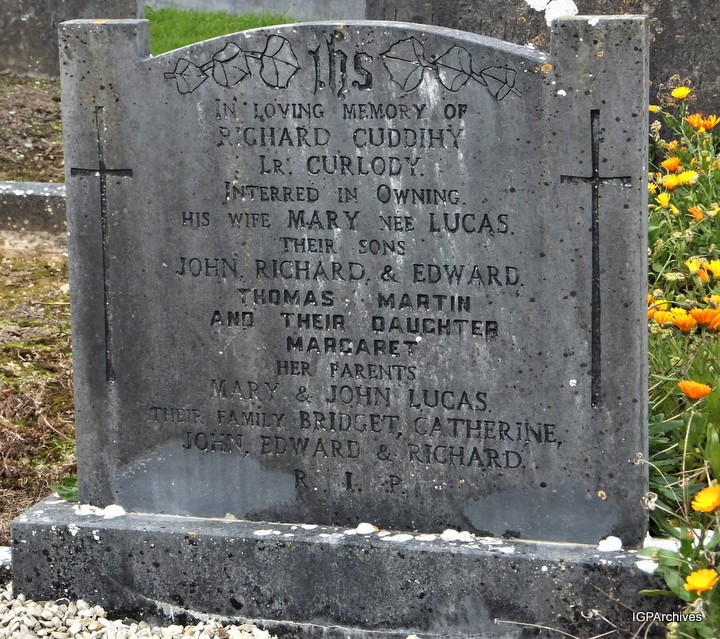 IHS
IN LOVING MEMORY OF
RICHARD CUDDIHY
LR. CURLODY.
INTERRED IN OWNING.
HIS WIFE MARY NÉE LUCAS.
THEIR SONS
JOHN, RICHARD, & EDWARD.
THOMAS MARTIN
AND THEIR DAUGHTER
MARGARET
HER PARENTS
MARY & JOHN LUCAS.
THEIR FAMILY BRIDGET, CATHERINE,
JOHN, EDWARD & RICHARD.
R. I. P.
IGPArchives